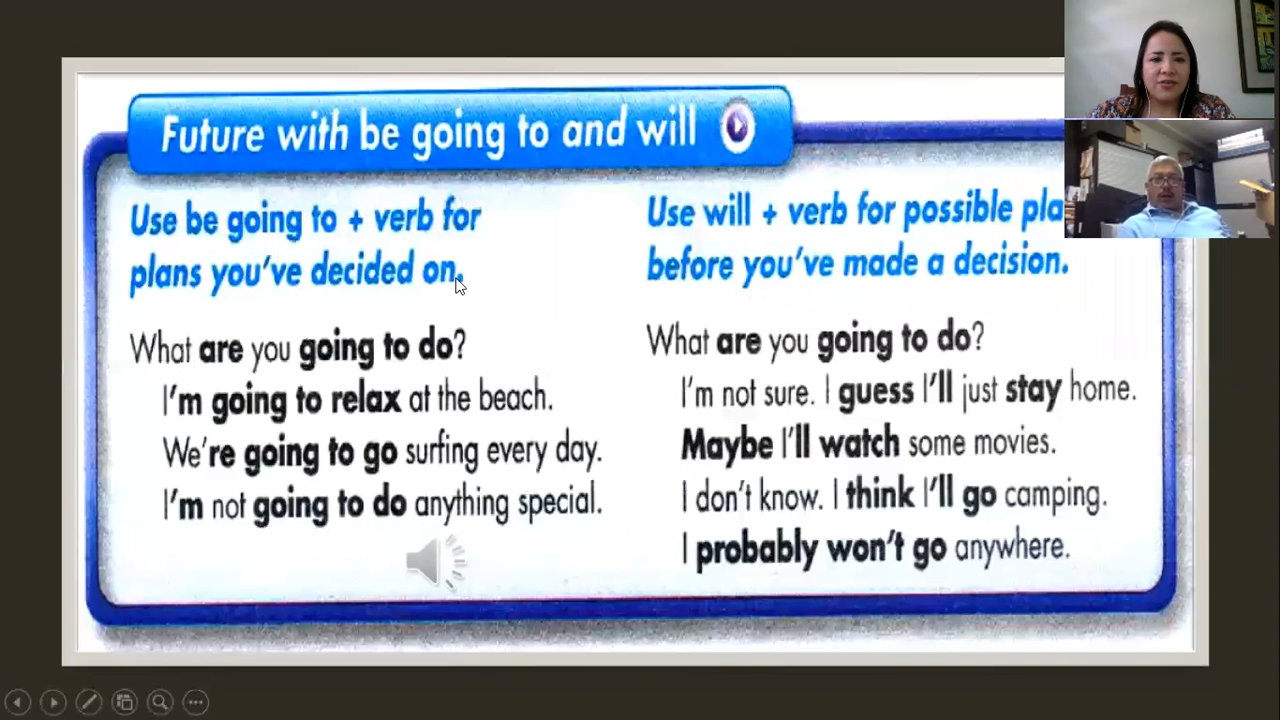 Future with be going to and will
Use be going to + verb for
plans you've decided on.
What are you going to do?
I'm going to relax at the beach.
We're going to go surfing every day.
I'm not going to do anything special.
Use will + verb for possible
before you've made a decision.
What are you going to do?
I'm not sure. I guess I'll just stay home.
Maybe I'll watch some movies.
I don't know. I think I'll go camping.
I probably won't go anywhere.